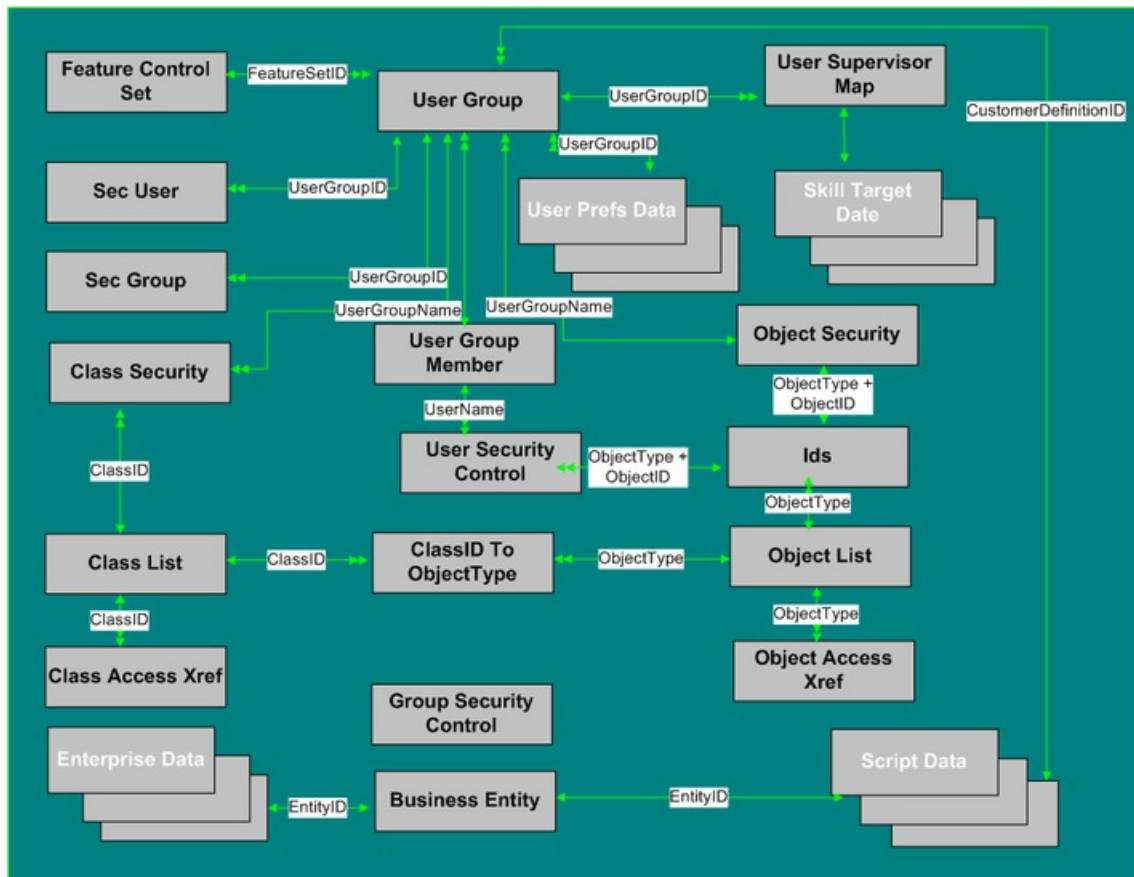 Feature Control
Set
FeatureSetID
User Group
UserGroupID
User Supervisor
Map
CustomerDefinitionID
UserGroupID
Sec User
UserGroupID
User Prefs Data
Skill Target
Date
Sec Group
UserGroupID
UserGroupName
UserGroupName
Class Security
User Group
Member
Object Security
ObjectType +
ObjectID
UserName
User Security
Control
ObjectType +
ObjectID
Ids
ClassID
ObjectType
Class List
ClassID
ClassID To
ObjectType
ObjectType
Object List
ClassID
ObjectType
Class Access Xref
Object Access
Xref
Group Security
Control
Enterprise Data
Script Data
EntityID
Business Entity
EntityID